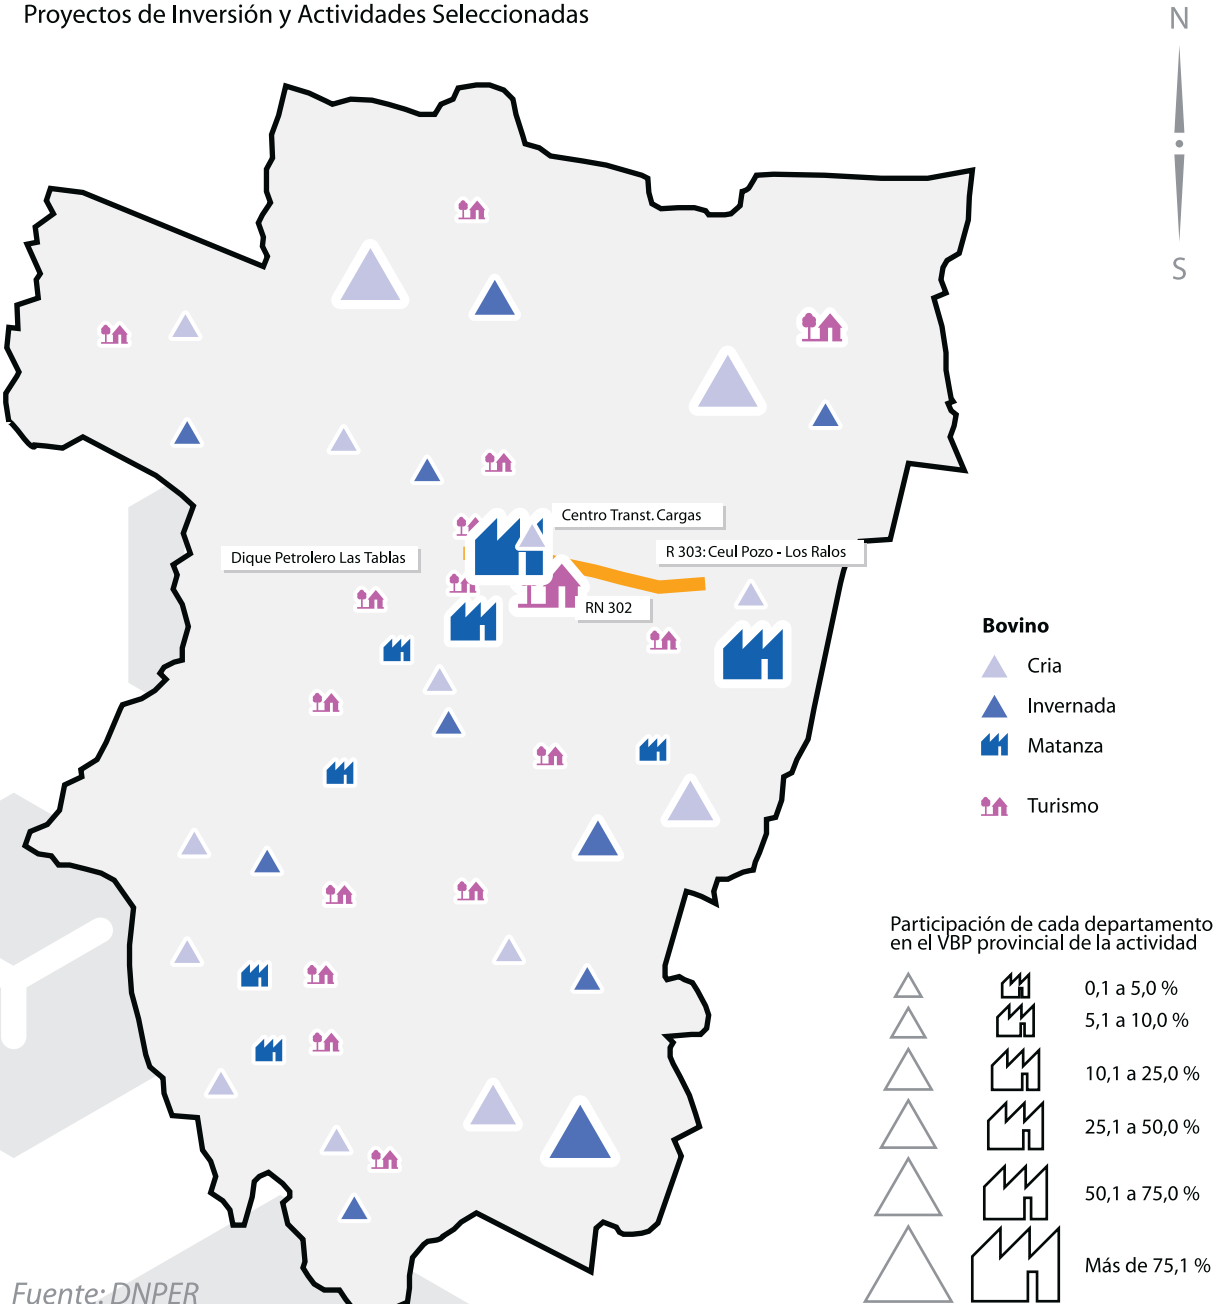 Proyectos de Inversión y Actividades Seleccionadas
N
S
Centro Transt. Cargas
R 303: Ceul Pozo - Los Ralos
Dique Petrolero Las Tablas
RN 302
Bovino
Cria
Invernada
Matanza
Turismo
Participación de cada departamento
en el VBP provincial de la actividad
0,1 a 5,0 %
5,1 a 10,0 %
10,1 a 25,0 %
25,1 a 50,0 %
50,1 a 75,0 %
Más de 75,1 %
Fuente: DNPER